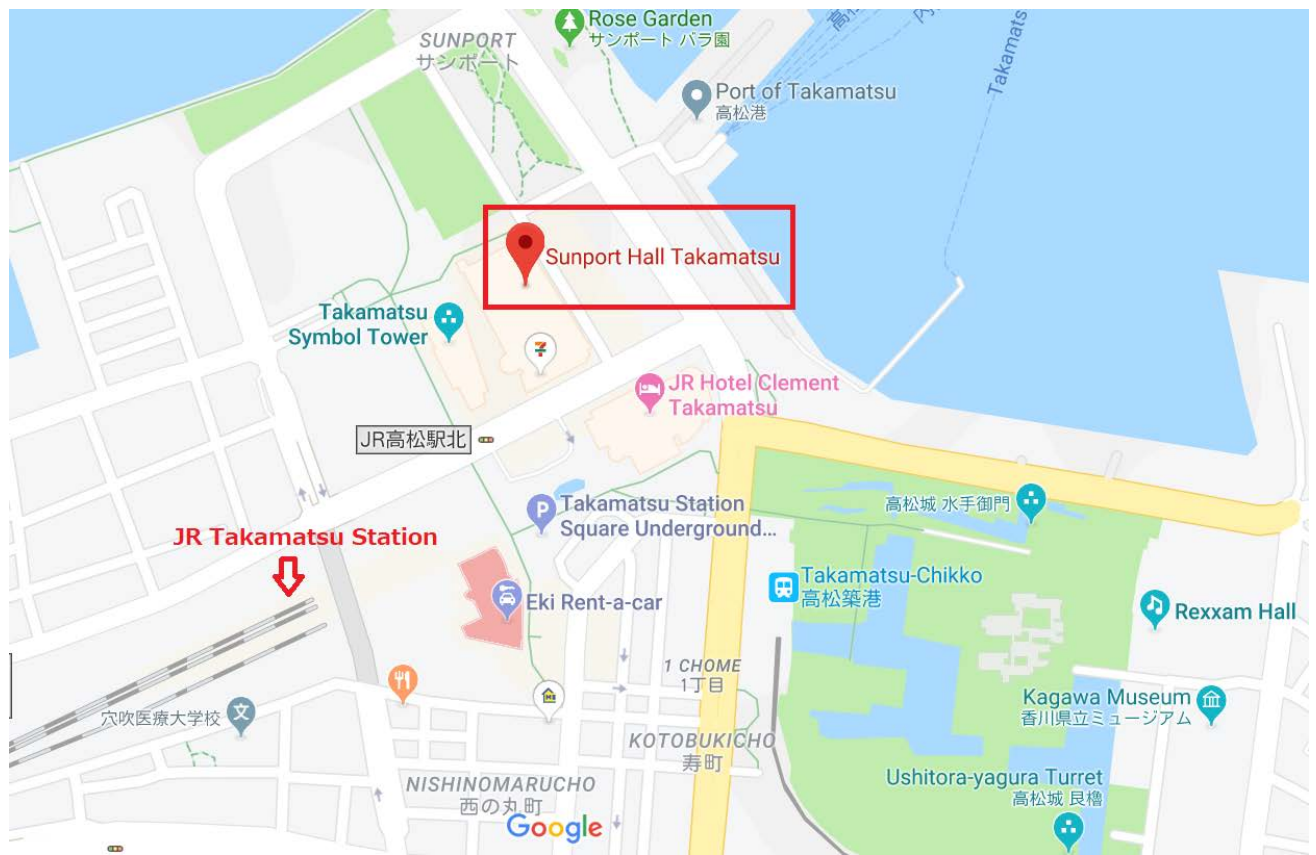 Rose Garden
サンポート バラ園
SUNPORT
サンポート
Port of Takamatsu
高松港
Takamats
Sunport Hall Takamatsu
Takamatsu
Symbol Tower
JR Hotel Clement
Takamatsu
JR高松駅北
高松城 水手御門
Takamatsu Station
Square Underground...
P
JR Takamatsu Station
Takamatsu-Chikko
高松築港
Eki Rent-a-car
Rexxam Hall
1 CHOME
1丁目
Kagawa Museum
香川県立ミュージアム
穴吹医療大学校
文
KOTOBUKICHO
寿町
Ushitora-yagura Turret
高松城 艮櫓
NISHINOMARUCHO
西の丸町
Google